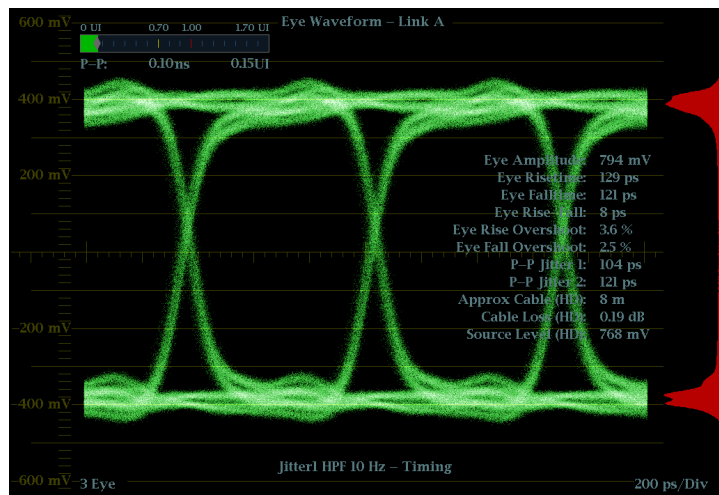 600 mV
Eye Waveform – Link A
0 UI 0.70 1.00 1.70 UI
P–P: 0.10ns 0.15UI
400 mV
Eye Amplitude: 794 mV
Eye Risetime: 129 ps
200 mV
Eye Falltime: 121 ps
Eye Rise-Fall: 8 ps
Eye Rise Overshoot: 3.6 %
Eye Fall Overshoot: 2.5 %
P–P Jitter 1: 104 ps
P–P Jitter 2: 121 ps
Approx Cable (HD): 8 m
Cable Loss (HD): 0.19 dB
-200 mV
Source Level (HD): 768 mV
-400 mV
Jitter1 HPF 10 Hz – Timing
-600 mV
3 Eye
200 ps/Div